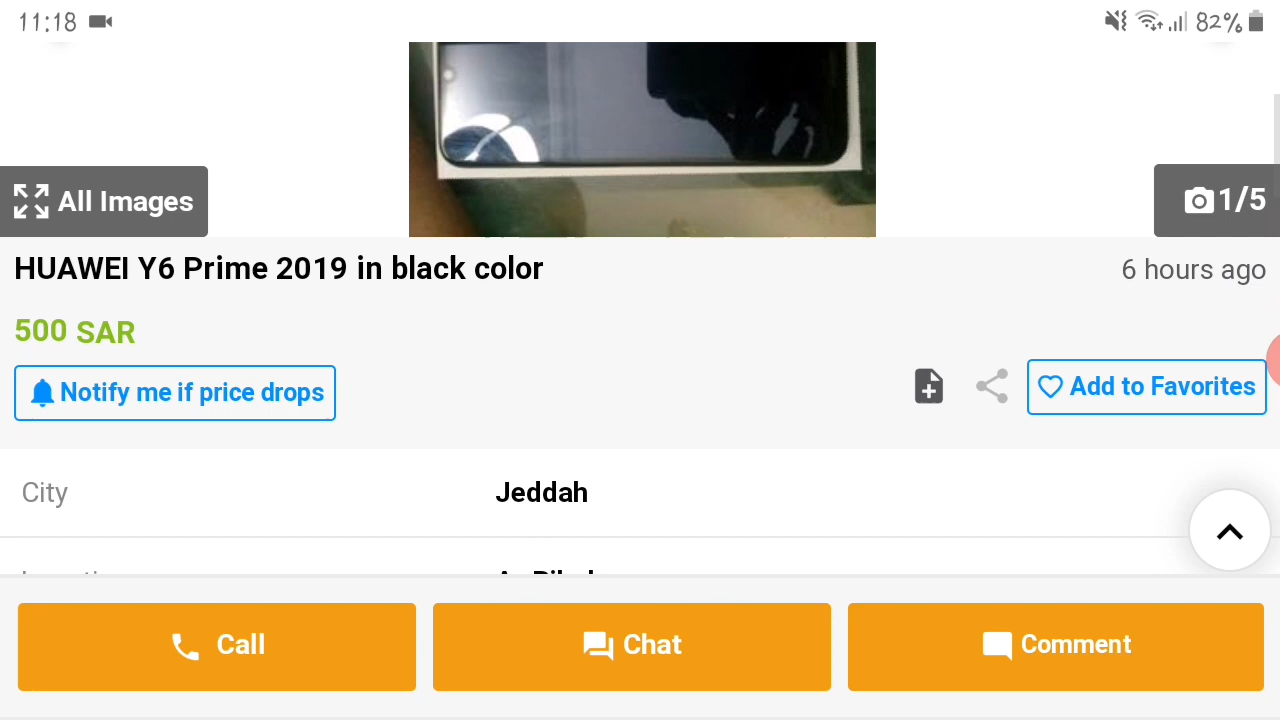 11:18 82%
All Images 1/5
HUAWEI Y6 Prime 2019 in black color 6 hours ago
500 SAR
Notify me if price drops Add to Favorites
City Jeddah
Call Chat Comment